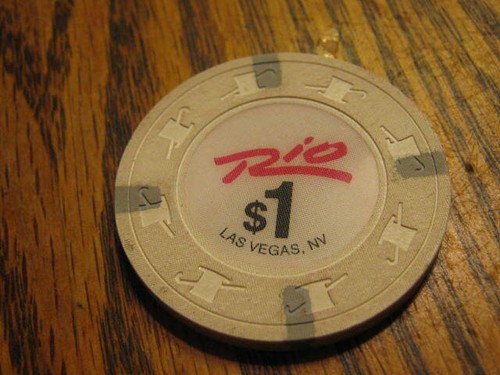 Rio
$1
LAS VEGAS, NV